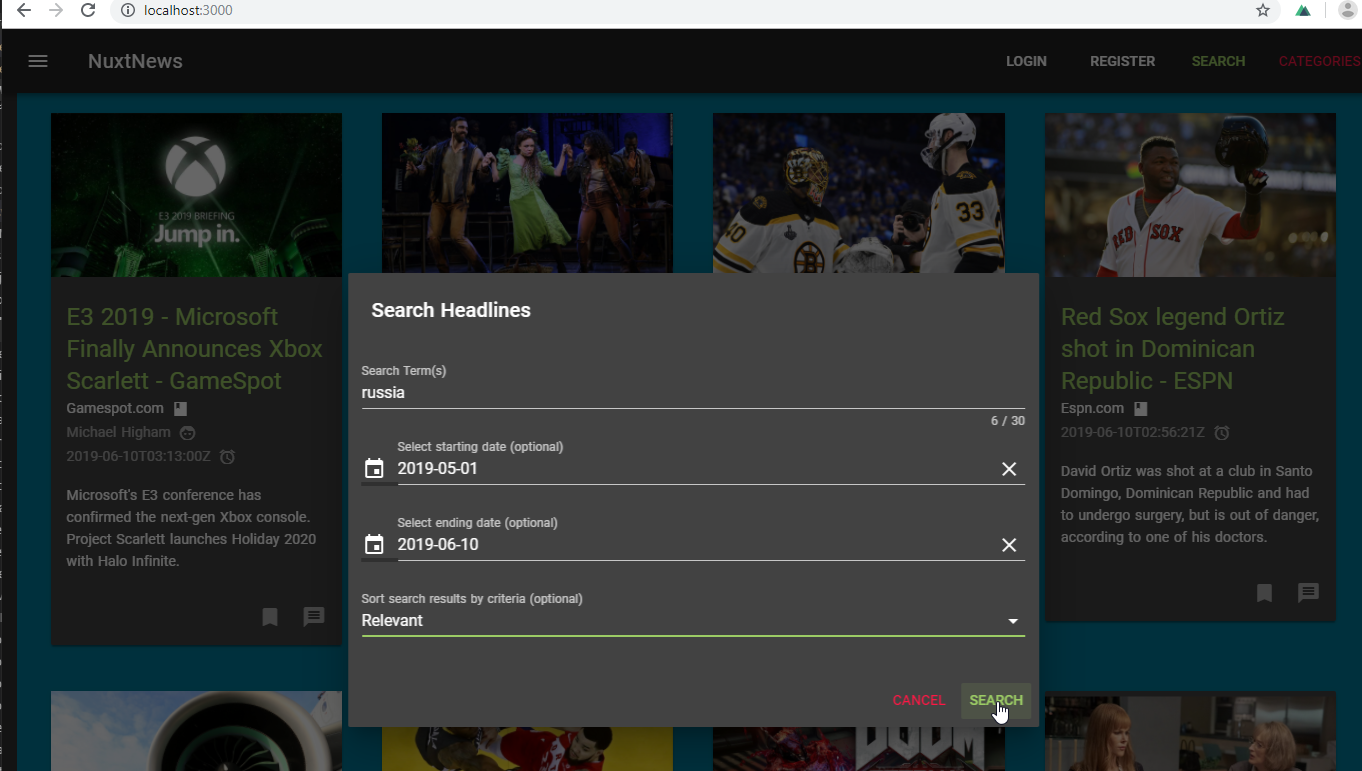 localhost:3000
NuxtNews
LOGIN
REGISTER
SEARCH
CATEGORIES
E3 2019 BRIEFING
Jump in.
33
40
B
RED SOX
E3 2019 - Microsoft
Finally Announces Xbox
Scarlett - GameSpot
Gamespot.com
Michael Higham
2019-06-10T03:13:00Z
Microsoft's E3 conference has
confirmed the next-gen Xbox console.
Project Scarlett launches Holiday 2020
with Halo Infinite.
Search Headlines
Search Term(s)
russia
6 / 30
Select starting date (optional)
2019-05-01
Select ending date (optional)
2019-06-10
Sort search results by criteria (optional)
Relevant
CANCEL
SEARCH
Red Sox legend Ortiz
shot in Dominican
Republic - ESPN
Espn.com
2019-06-10T02:56:21Z
David Ortiz was shot at a club in Santo
Domingo, Dominican Republic and had
to undergo surgery, but is out of danger,
according to one of his doctors.
DOOM